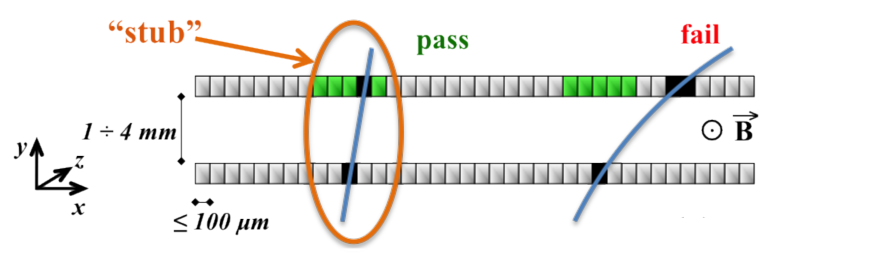 “stub”
pass
fail
1 ÷ 4 mm
B
y
z
x
≤ 100 μm